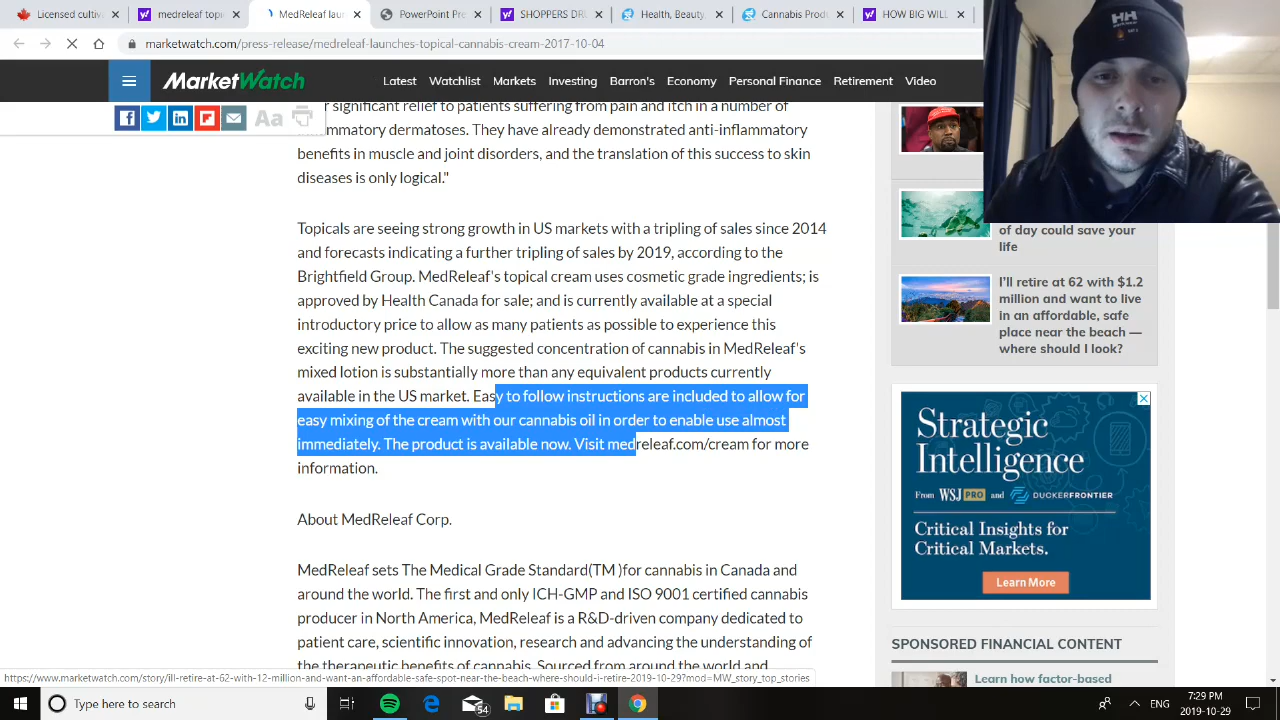 Licensed cultiv
medreleaf topi
MedReleaf laun
PowerPoint Pre
SHOPPERS DR
Health, Beauty
Cannabis Prod
HOW BIG WILL
marketwatch.com/press-release/medreleaf-launches-topical-cannabis-cream-2017-10-04
HH
MarketWatch
Latest Watchlist Markets Investing Barron's Economy Personal Finance Retirement Video
Aa
r significant relief to patients suffering from pain and itch in a number of
mmatory dermatoses. They have already demonstrated anti-inflammatory
benefits in muscle and joint disorders, and the translation of this success to skin
diseases is only logical."
Topicals are seeing strong growth in US markets with a tripling of sales since 2014
and forecasts indicating a further tripling of sales by 2019, according to the
Brightfield Group. MedReleaf's topical cream uses cosmetic grade ingredients; is
approved by Health Canada for sale; and is currently available at a special
introductory price to allow as many patients as possible to experience this
exciting new product. The suggested concentration of cannabis in MedReleaf's
mixed lotion is substantially more than any equivalent products currently
available in the US market. Easy to follow instructions are included to allow for
easy mixing of the cream with our cannabis oil in order to enable use almost
immediately. The product is available now. Visit medreleaf.com/cream for more
information.
About MedReleaf Corp.
MedReleaf sets The Medical Grade Standard(TM )for cannabis in Canada and
around the world. The first and only ICH-GMP and ISO 9001 certified cannabis
producer in North America, MedReleaf is a R&D-driven company dedicated to
patient care, scientific innovation, research and advancing the understanding of
the therapeutic benefits of cannabis. Sourced from around the world and
of day could save your
life
I'll retire at 62 with $1.2
million and want to live
in an affordable, safe
place near the beach —
where should I look?
Strategic
Intelligence
From WSJ PRO and DUCKERFRONTIER
Critical Insights for
Critical Markets.
Learn More
SPONSORED FINANCIAL CONTENT
Learn how factor-based
https://www.marketwatch.com/story/ill-retire-at-62-with-12-million-and-want-an-affordable-safe-spot-near-the-beach-where-should-i-retire-2019-10-29?mod=MW_story_top_stories
Type here to search
54
ENG
7:29 PM
2019-10-29